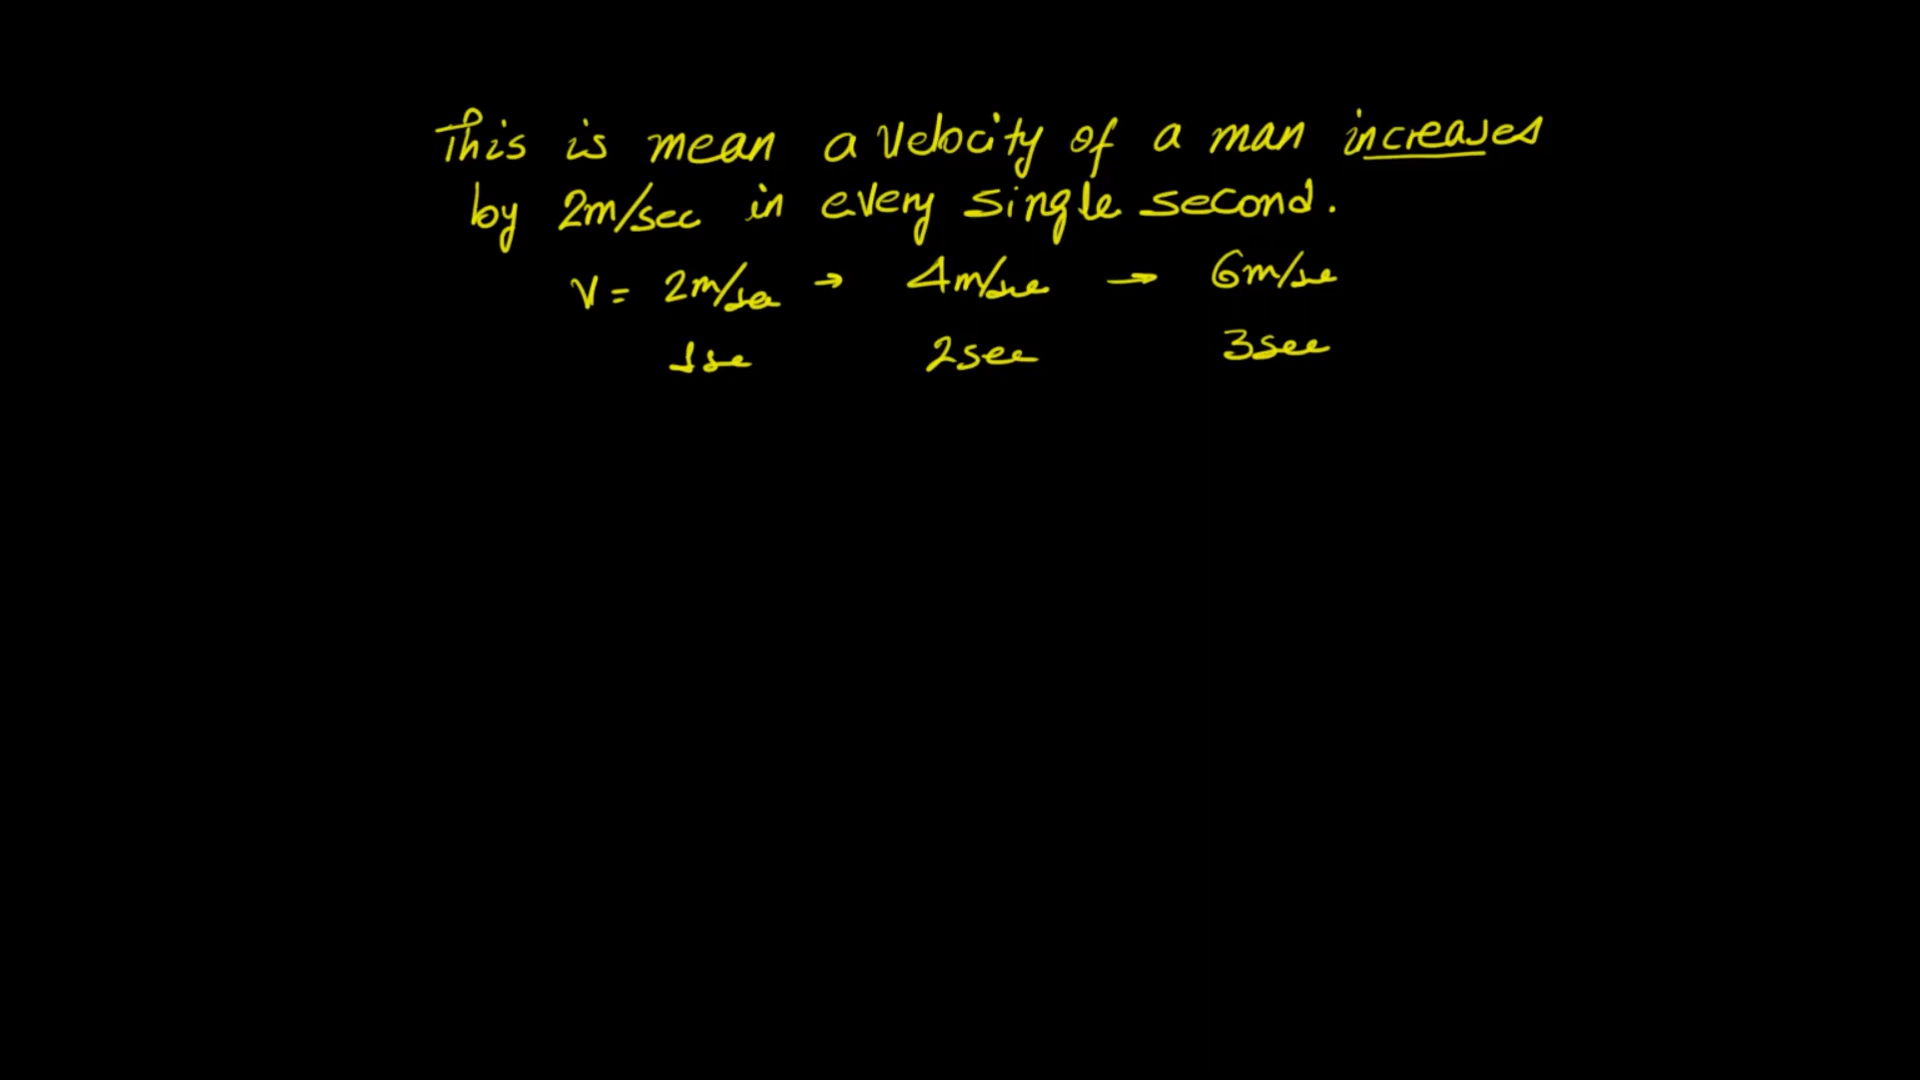 This is mean a velocity of a man increases
by 2m/sec in every single second.
V = 2m/sec → 4m/sec → 6m/sec
1sec 2sec 3sec